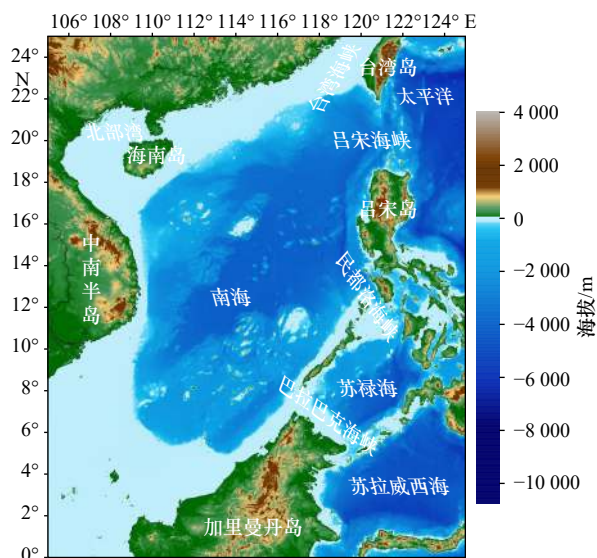 106° 108° 110° 112° 114° 116° 118° 120° 122° 124° E
24°
N
22°
20°
18°
16°
14°
12°
10°
8°
6°
4°
2°
0°
台湾海峡
台湾岛
太平洋
北部湾
海南岛
吕宋海峡
吕宋岛
中南半岛
南海
民都洛海峡
巴拉巴克海峡
苏禄海
苏拉威西海
加里曼丹岛
4 000
2 000
0
−2 000
−4 000
−6 000
−8 000
−10 000
海拔/m